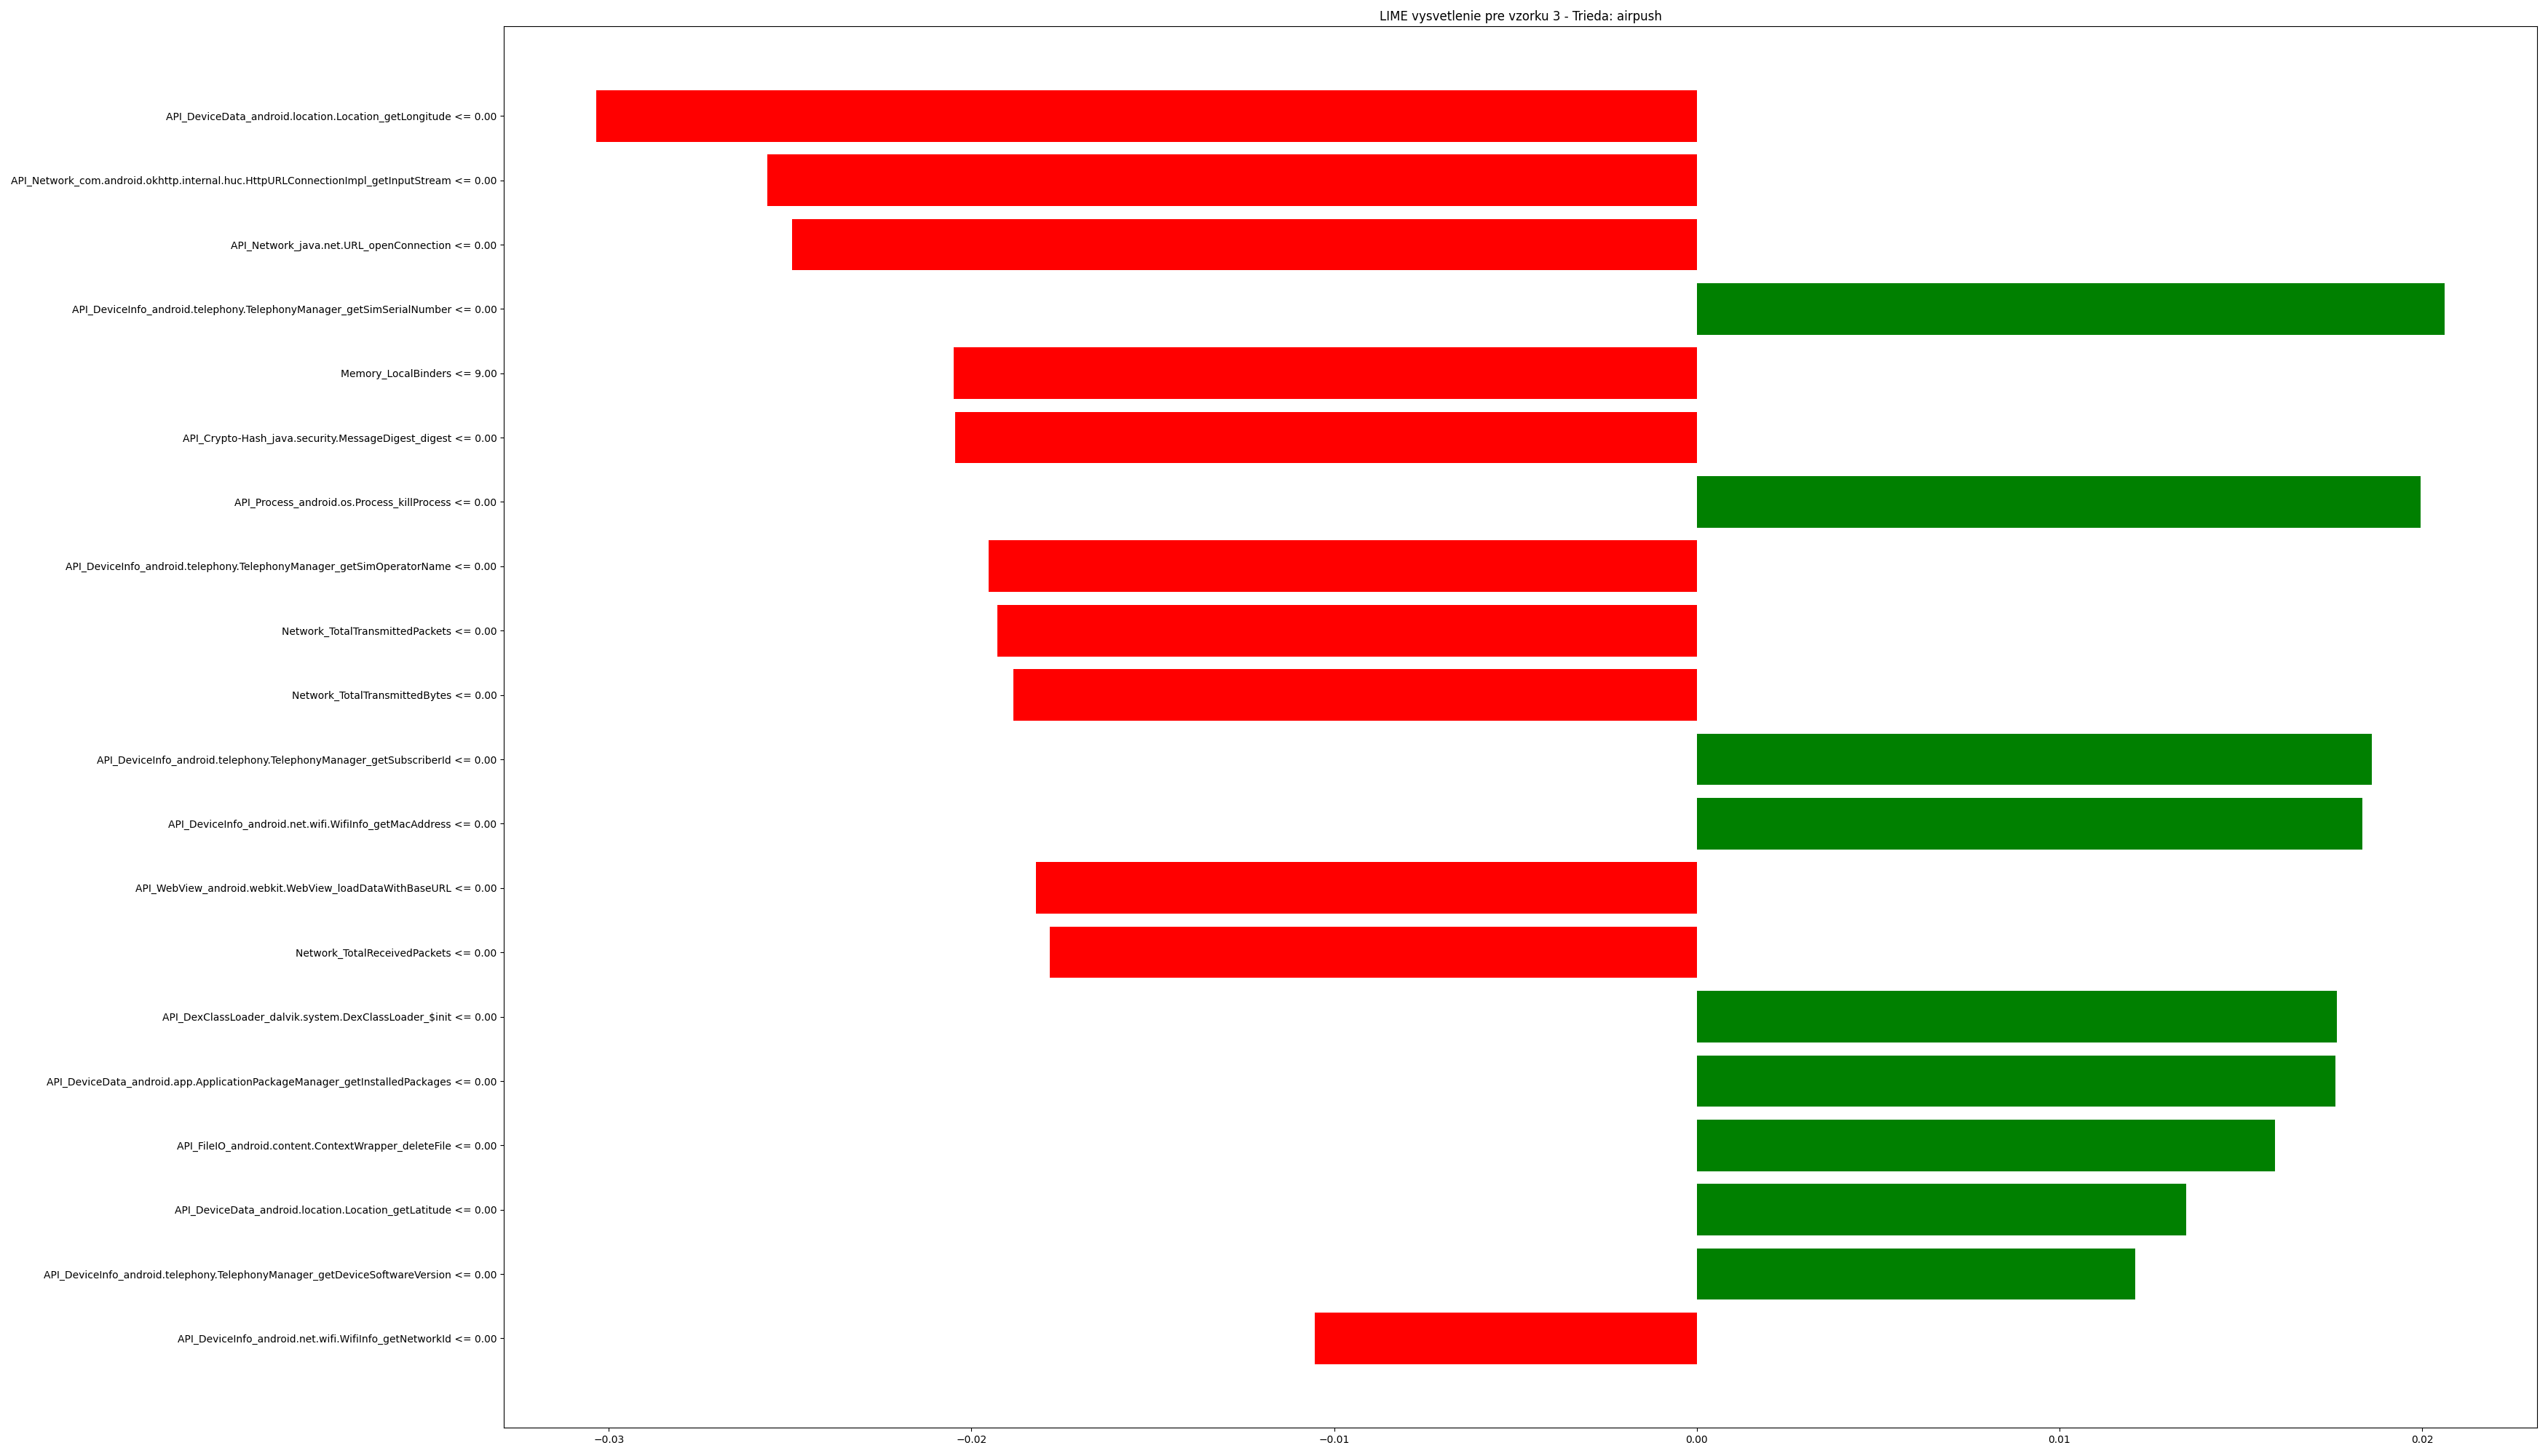 LIME vysvetlenie pre vzorku 3 - Trieda: airpush
API_DeviceData_android.location.Location_getLongitude <= 0.00
API_Network_com.android.okhttp.internal.huc.HttpURLConnectionImpl_getInputStream <= 0.00
API_Network_java.net.URL_openConnection <= 0.00
API_DeviceInfo_android.telephony.TelephonyManager_getSimSerialNumber <= 0.00
Memory_LocalBinders <= 9.00
API_Crypto-Hash_java.security.MessageDigest_digest <= 0.00
API_Process_android.os.Process_killProcess <= 0.00
API_DeviceInfo_android.telephony.TelephonyManager_getSimOperatorName <= 0.00
Network_TotalTransmittedPackets <= 0.00
Network_TotalTransmittedBytes <= 0.00
API_DeviceInfo_android.telephony.TelephonyManager_getSubscriberId <= 0.00
API_DeviceInfo_android.net.wifi.WifiInfo_getMacAddress <= 0.00
API_WebView_android.webkit.WebView_loadDataWithBaseURL <= 0.00
Network_TotalReceivedPackets <= 0.00
API_DexClassLoader_dalvik.system.DexClassLoader_$init <= 0.00
API_DeviceData_android.app.ApplicationPackageManager_getInstalledPackages <= 0.00
API_FileIO_android.content.ContextWrapper_deleteFile <= 0.00
API_DeviceData_android.location.Location_getLatitude <= 0.00
API_DeviceInfo_android.telephony.TelephonyManager_getDeviceSoftwareVersion <= 0.00
API_DeviceInfo_android.net.wifi.WifiInfo_getNetworkId <= 0.00
−0.03 −0.02 −0.01 0.00 0.01 0.02